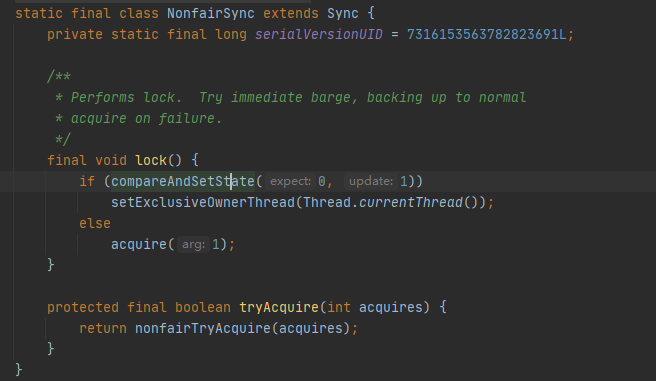 static final class NonfairSync extends Sync {
    private static final long serialVersionUID = 7316153563782823691L;

    /**
     * Performs lock.  Try immediate barge, backing up to normal
     * acquire on failure.
     */
    final void lock() {
        if (compareAndSetState( expect: 0,  update: 1))
            setExclusiveOwnerThread(Thread.currentThread());
        else
            acquire( arg: 1);
    }

    protected final boolean tryAcquire(int acquires) {
        return nonfairTryAcquire(acquires);
    }
}